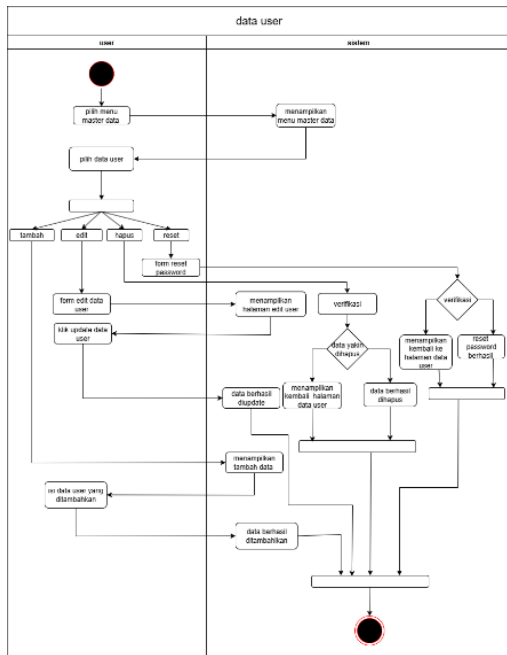 data user
user
sistem
pilih menu
master data
menampilkan
menu master data
pilih data user
tambah
edit
hapus
reset
form reset
password
form edit data
user
menampilkan
halaman edit user
verifikasi
verifikasi
klik update data
user
data yakin
dihapus
menampilkan
kembali ke
halaman data
user
reset
password
berhasil
data berhasil
diupdate
menampilkan
kembali halaman
data user
data berhasil
dihapus
menampilkan
tambah data
isi data user yang
ditambahkan
data berhasil
ditambahkan